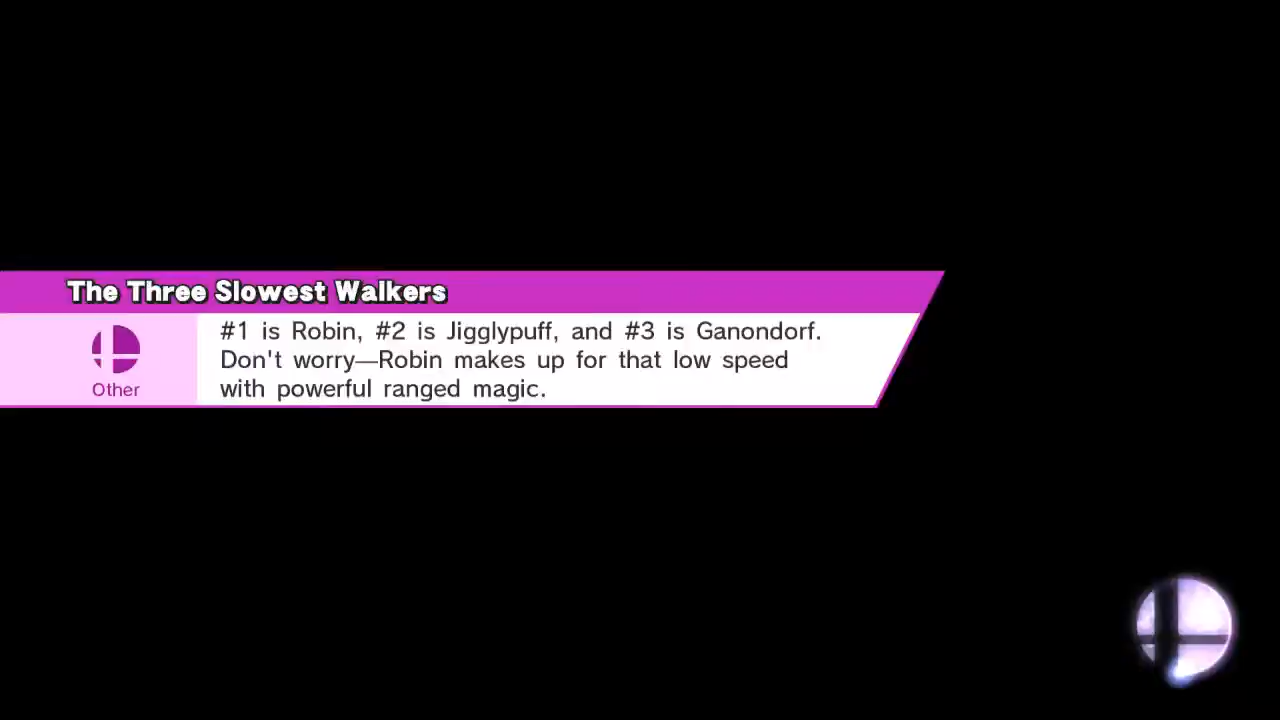 The Three Slowest Walkers
#1 is Robin, #2 is Jigglypuff, and #3 is Ganondorf.
Don't worry—Robin makes up for that low speed
with powerful ranged magic.
Other